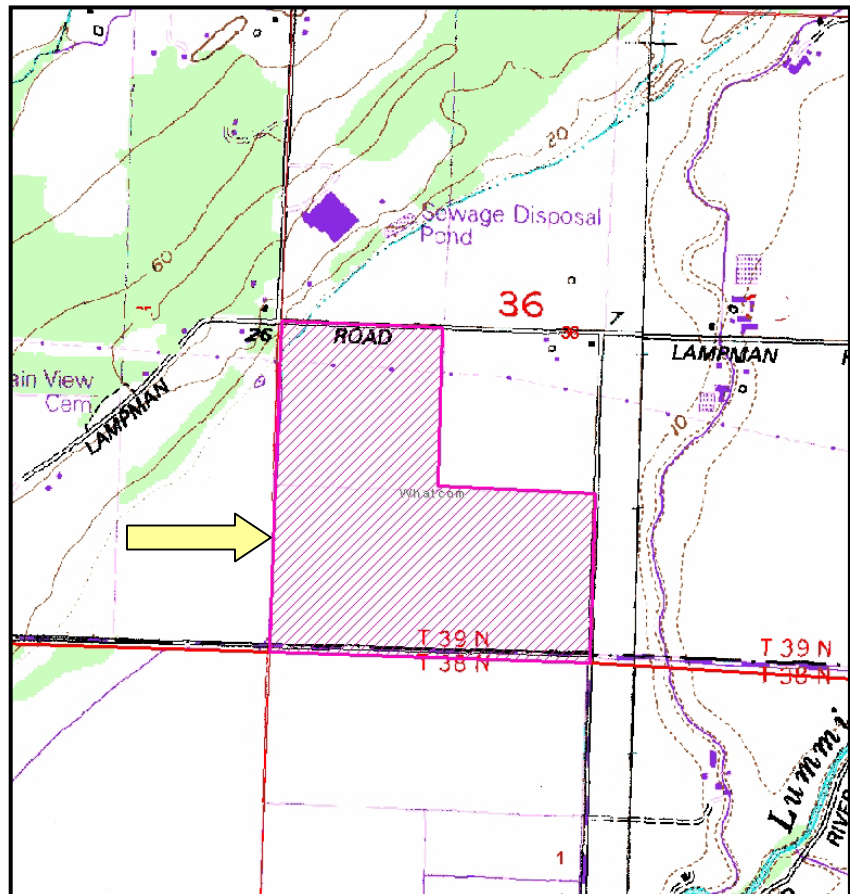 20
Sewage Disposal
Pond
60
36
36
7
26
ROAD
LAMPMAN
ain View
Cem
LAMPMAN
10
Whatcom
T 39 N
T 38 N
T 39 N
T 38 N
Lummi
RIVER
1